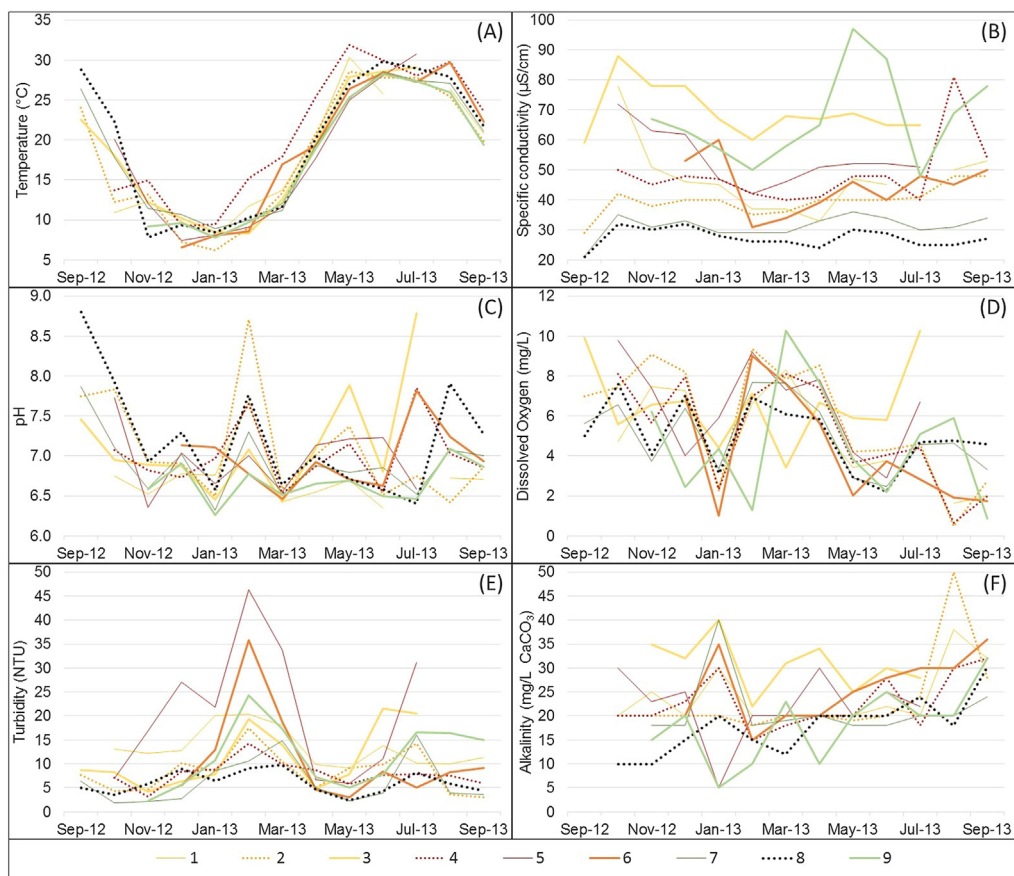 (A)
35
30
25
20
15
10
5
Temperature (°C)
Sep-12 Nov-12 Jan-13 Mar-13 May-13 Jul-13 Sep-13
(B)
100
90
80
70
60
50
40
30
20
Specific conductivity (µS/cm)
Sep-12 Nov-12 Jan-13 Mar-13 May-13 Jul-13 Sep-13
(C)
9.0
8.5
8.0
7.5
7.0
6.5
6.0
pH
Sep-12 Nov-12 Jan-13 Mar-13 May-13 Jul-13 Sep-13
(D)
12
10
8
6
4
2
0
Dissolved Oxygen (mg/L)
Sep-12 Nov-12 Jan-13 Mar-13 May-13 Jul-13 Sep-13
(E)
50
45
40
35
30
25
20
15
10
5
0
Turbidity (NTU)
Sep-12 Nov-12 Jan-13 Mar-13 May-13 Jul-13 Sep-13
(F)
50
45
40
35
30
25
20
15
10
5
0
Alkalinity (mg/L CaCO₃)
Sep-12 Nov-12 Jan-13 Mar-13 May-13 Jul-13 Sep-13
1 2 3 4 5 6 7 8 9